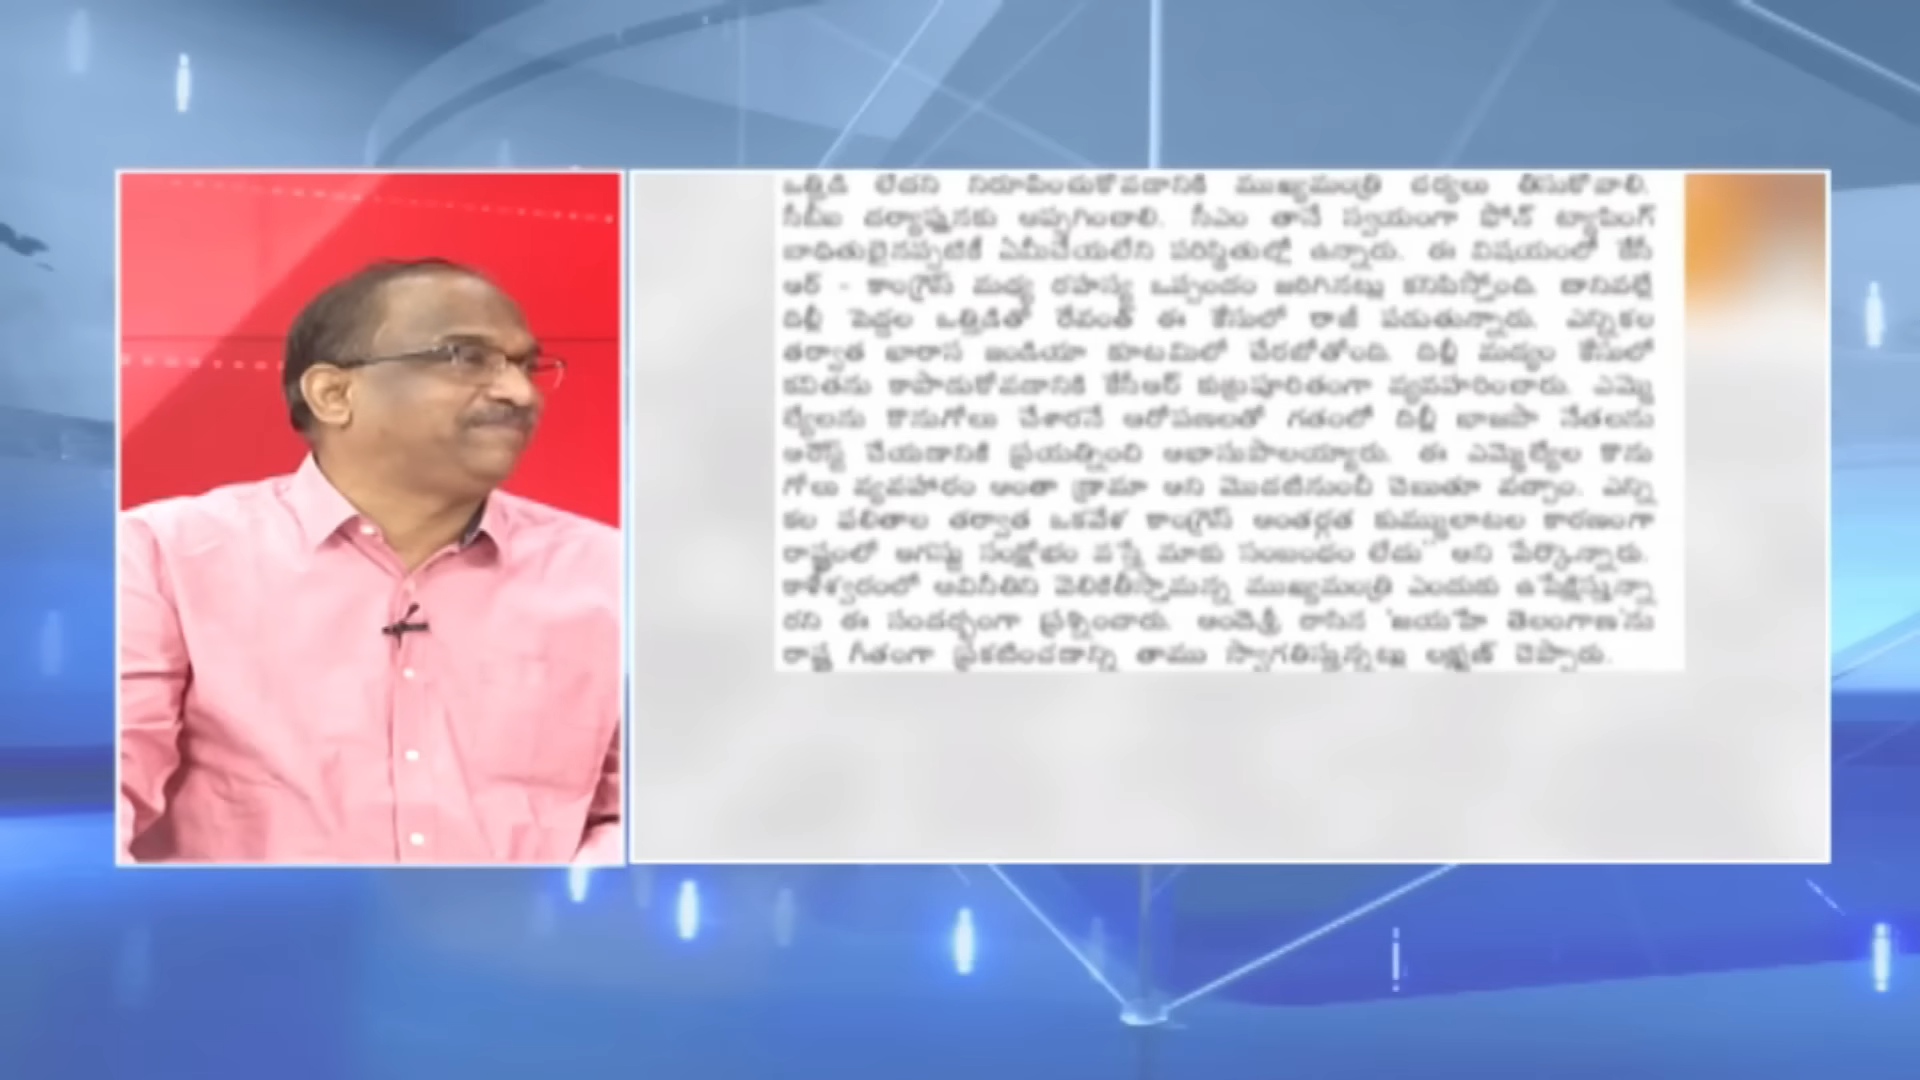 ఒత్తిడి లేదని నిరూపించుకోవడానికి ముఖ్యమంత్రి చర్యలు తీసుకోవాలి.
సీబీఐ దర్యాప్తునకు అప్పగించాలి. సీఎం తానే స్వయంగా ఫోన్ ట్యాపింగ్
బాధితులైనప్పటికీ ఏమీచేయలేని పరిస్థితుల్లో ఉన్నారు. ఈ విషయంలో కేసీ
ఆర్ - కాంగ్రెస్ మధ్య రహస్య ఒప్పందం జరిగినట్లు కనిపిస్తోంది. దానివల్లే
దిల్లీ పెద్దల ఒత్తిడితో రేవంత్ ఈ కేసులో రాజీ పడుతున్నారు. ఎన్నికల
తర్వాత భారాస ఇండియా కూటమిలో చేరబోతోంది. దిల్లీ మద్యం కేసులో
కవితను కాపాడుకోవడానికి కేసీఆర్ కుట్రపూరితంగా వ్యవహరించారు. ఎమ్మె
ల్యేలను కొనుగోలు చేశారనే ఆరోపణలతో గతంలో దిల్లీ భాజపా నేతలను
అరెస్ట్ చేయడానికి ప్రయత్నించి అభాసుపాలయ్యారు. ఈ ఎమ్మెల్యేల కొను
గోలు వ్యవహారం అంతా డ్రామా అని మొదటినుంచీ చెబుతూ వచ్చాం. ఎన్ని
కల ఫలితాల తర్వాత ఒకవేళ కాంగ్రెస్ అంతర్గత కుమ్ములాటల కారణంగా
రాష్ట్రంలో ఆగస్టు సంక్షోభం వస్తే మాకు సంబంధం లేదు'' అని పేర్కొన్నారు.
కాళేశ్వరంలో అవినీతిని వెలికితీస్తామన్న ముఖ్యమంత్రి ఎందుకు ఉపేక్షిస్తున్నా
రని ఈ సందర్భంగా ప్రశ్నించారు. అందెశ్రీ రాసిన 'జయహే తెలంగాణ'ను
రాష్ట్ర గీతంగా ప్రకటించడాన్ని తాము స్వాగతిస్తున్నట్లు లక్ష్మణ్ చెప్పారు.